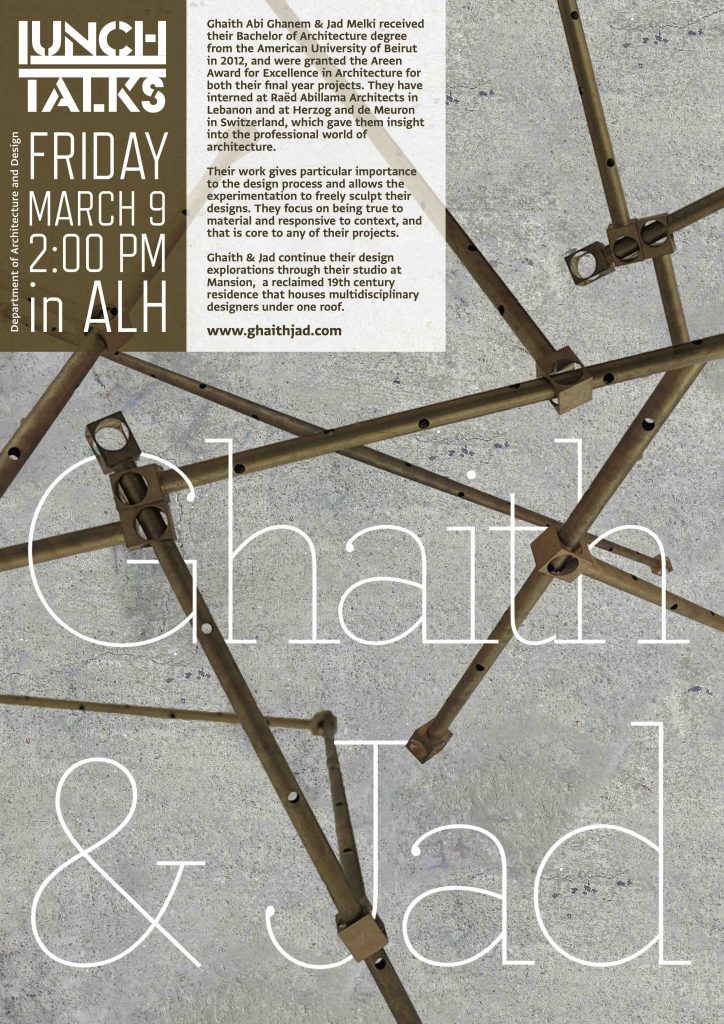 LUNCH
TALKS
Department of Architecture and Design
FRIDAY
MARCH 9
2:00 PM
in ALH
Ghaith Abi Ghanem & Jad Melki received
their Bachelor of Architecture degree
from the American University of Beirut
in 2012, and were granted the Areen
Award for Excellence in Architecture for
both their final year projects. They have
interned at Raëd Abillama Architects in
Lebanon and at Herzog and de Meuron
in Switzerland, which gave them insight
into the professional world of
architecture.
Their work gives particular importance
to the design process and allows the
experimentation to freely sculpt their
designs. They focus on being true to
material and responsive to context, and
that is core to any of their projects.
Ghaith & Jad continue their design
explorations through their studio at
Mansion, a reclaimed 19th century
residence that houses multidisciplinary
designers under one roof.
www.ghaithjad.com
Ghaith
& Jad